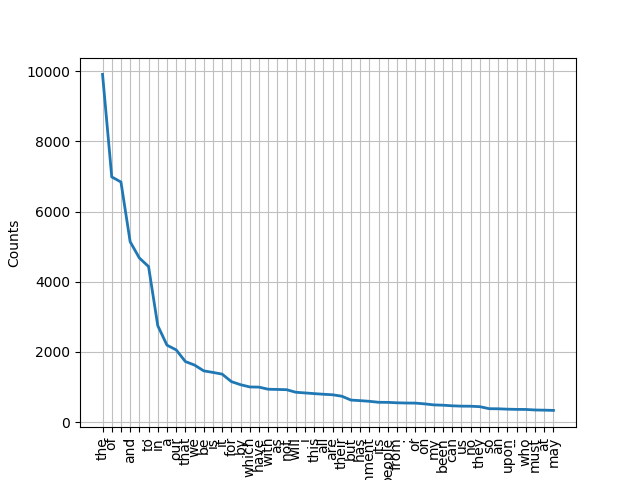 10000
8000
6000
4000
2000
0
Counts
the
of
,
and
.
to
in
a
our
that
we
be
is
it
for
by
which
have
with
as
not
will
I
this
all
are
their
but
has
its
people
from
;
or
on
my
been
can
us
no
they
so
an
upon
--
who
must
at
may